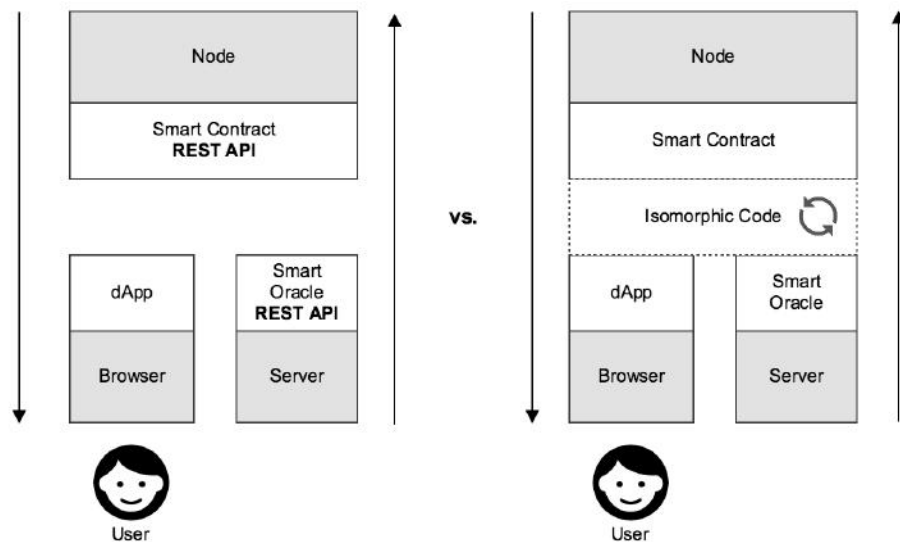 Node
Smart Contract
REST API
dApp
Smart
Oracle
REST API
Browser
Server
User
vs.
Node
Smart Contract
Isomorphic Code
dApp
Smart
Oracle
Browser
Server
User